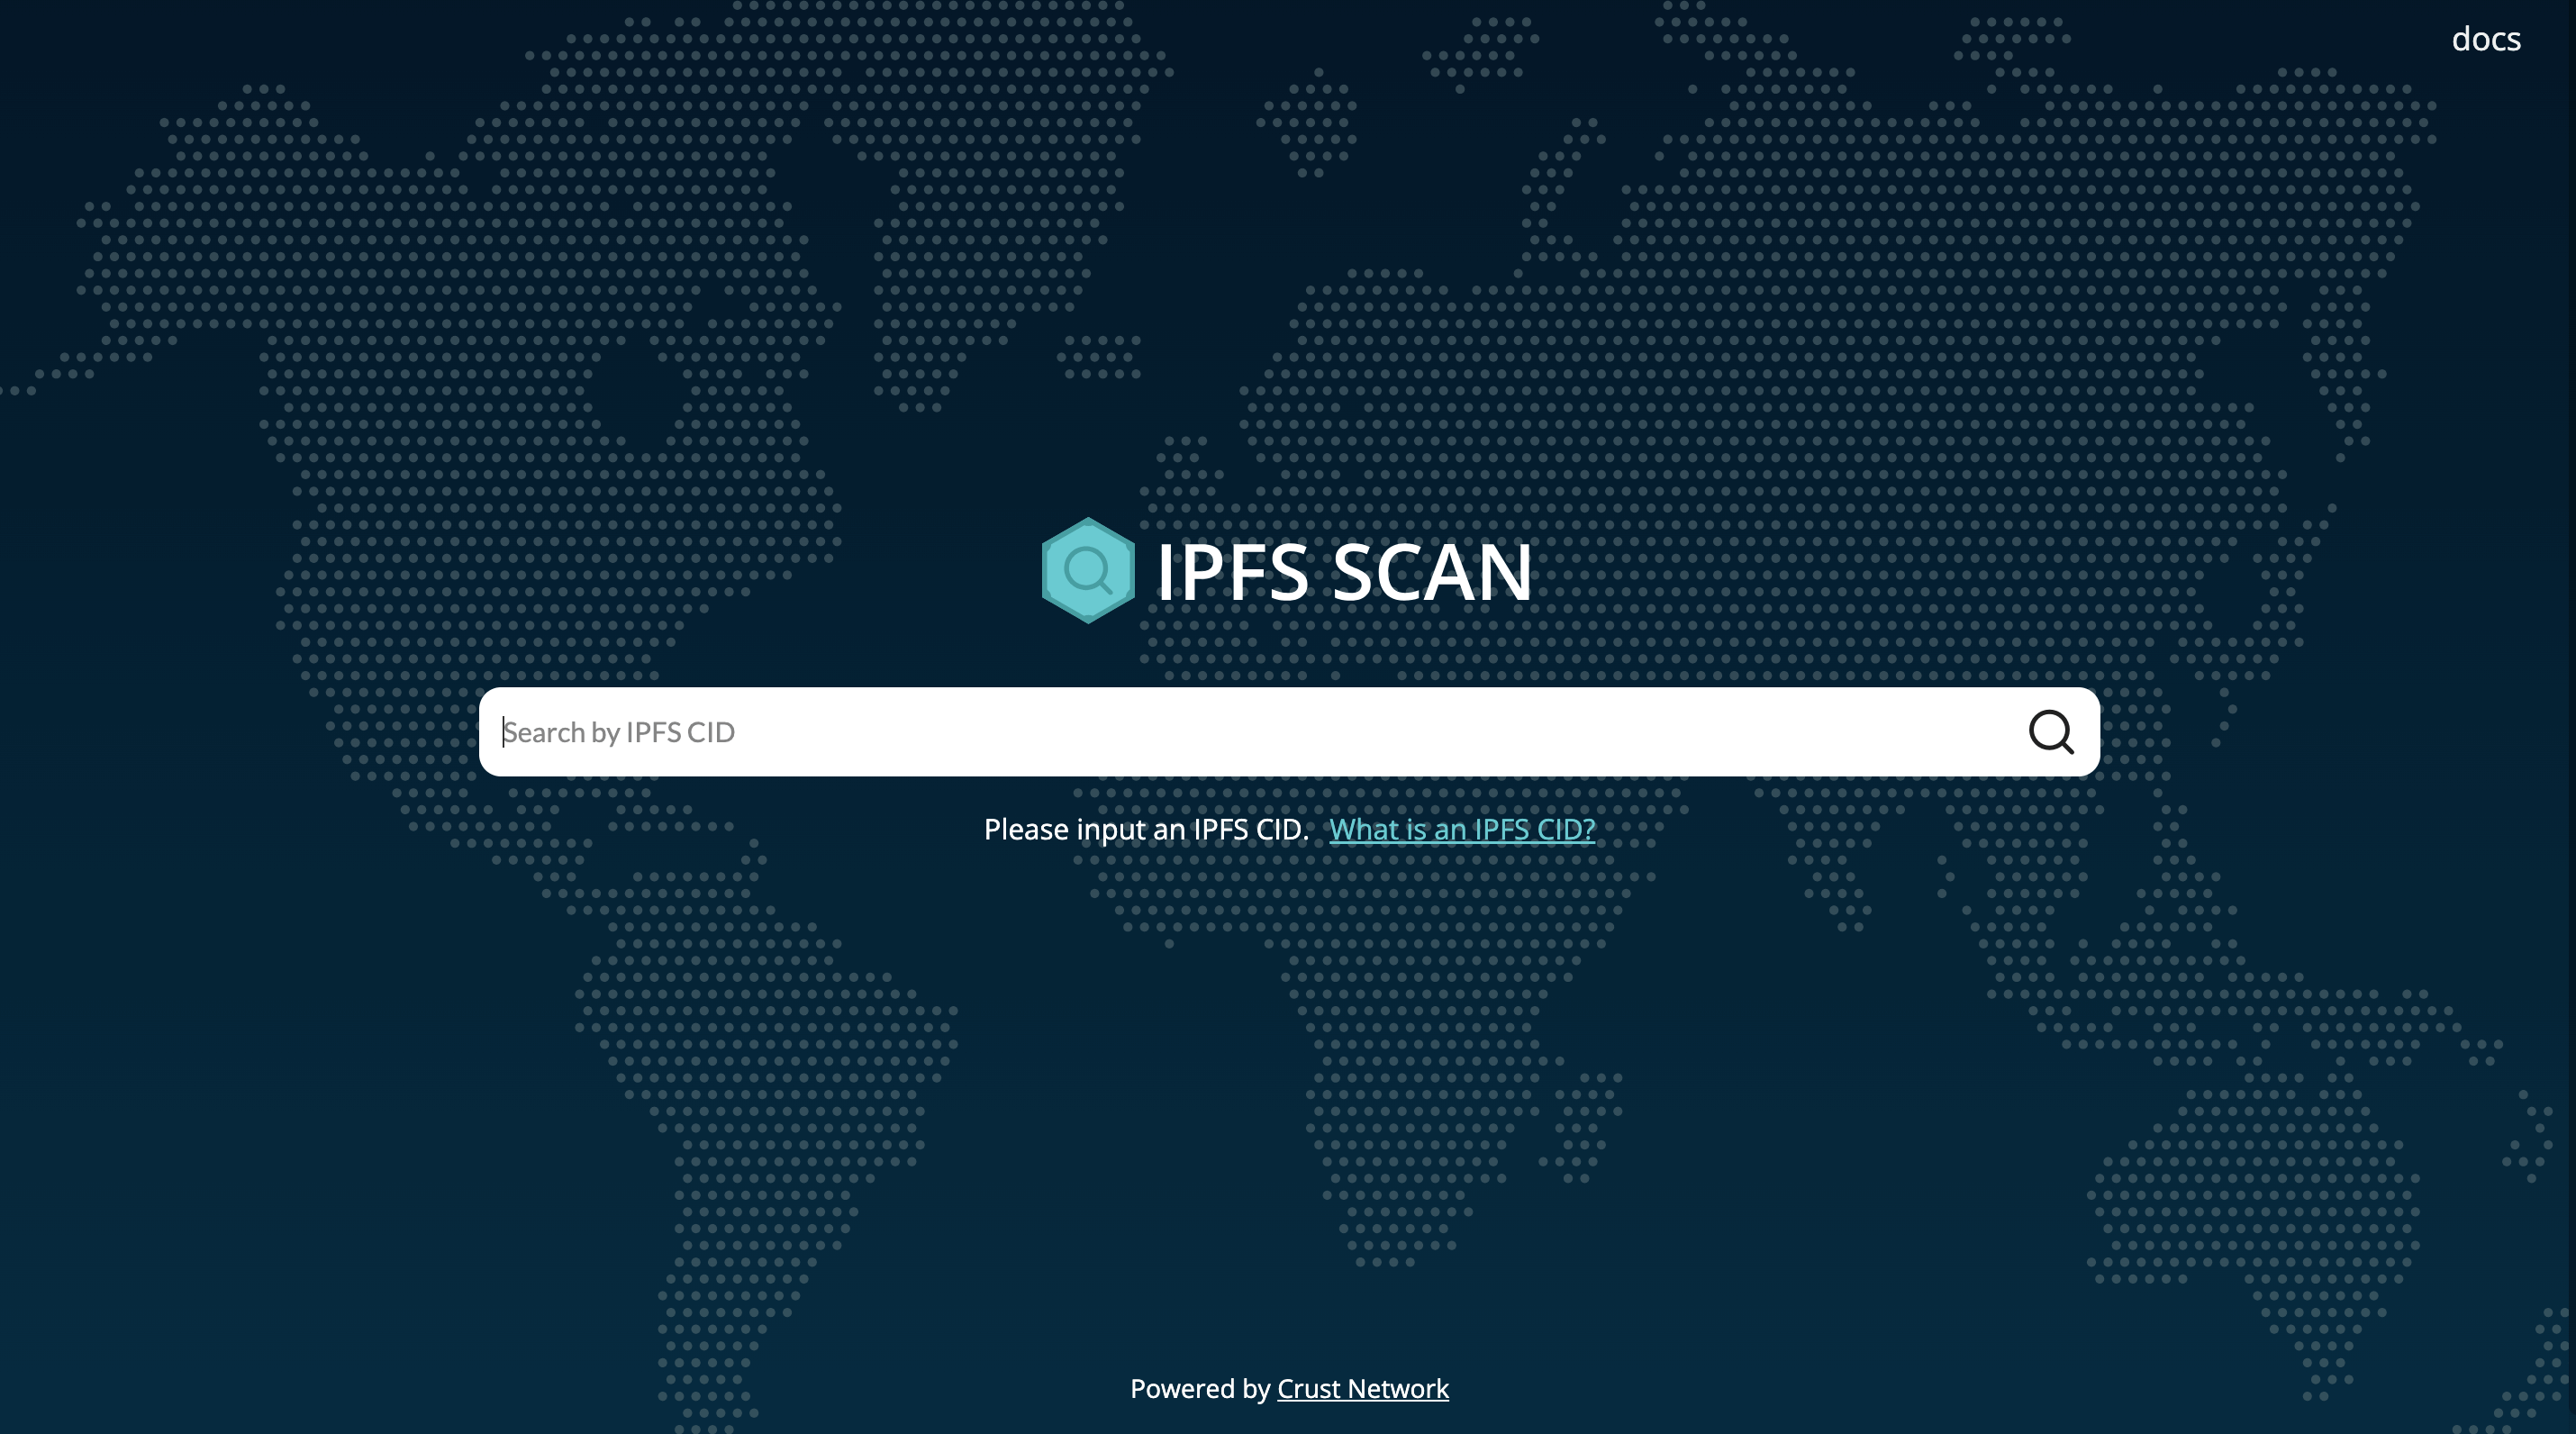 docs
IPFS SCAN
Search by IPFS CID
Please input an IPFS CID. What is an IPFS CID?
Powered by Crust Network